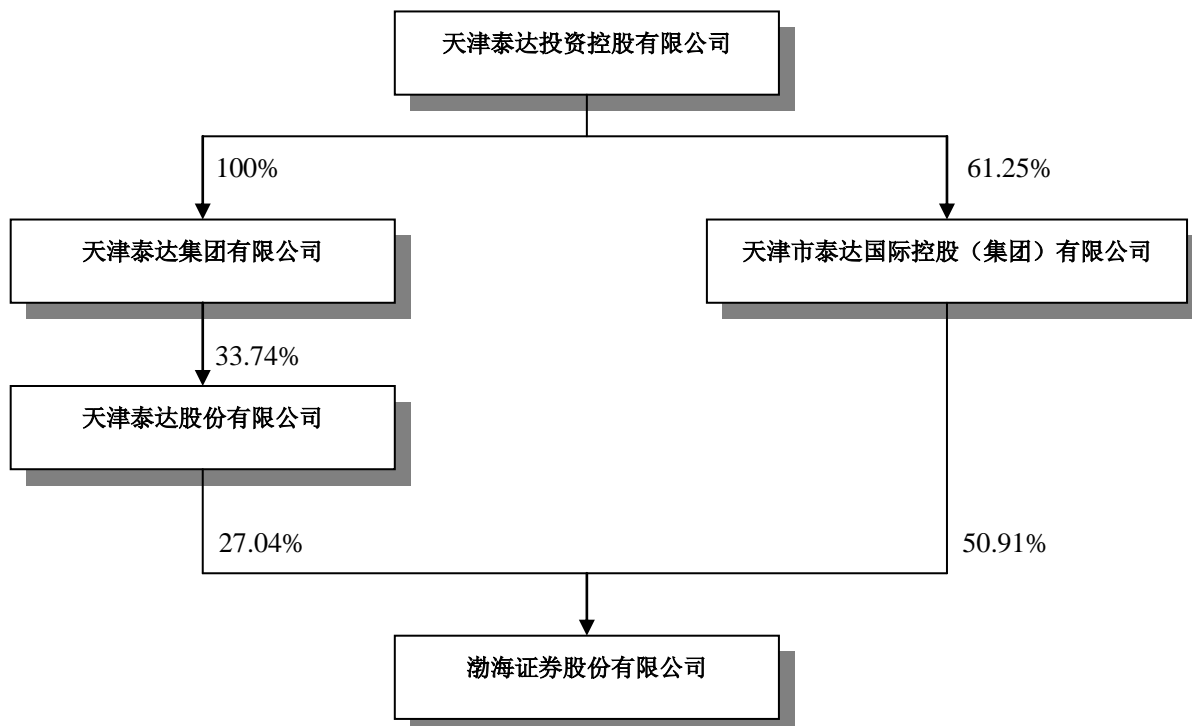 天津泰达投资控股有限公司
100%
61.25%
天津泰达集团有限公司
天津市泰达国际控股（集团）有限公司
33.74%
天津泰达股份有限公司
27.04%
50.91%
渤海证券股份有限公司